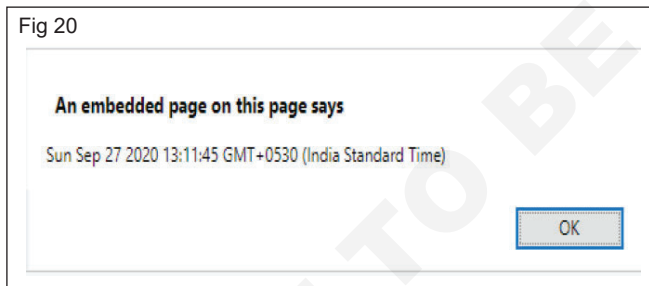 Fig 20
An embedded page on this page says
Sun Sep 27 2020 13:11:45 GMT+0530 (India Standard Time)
OK
TO BE